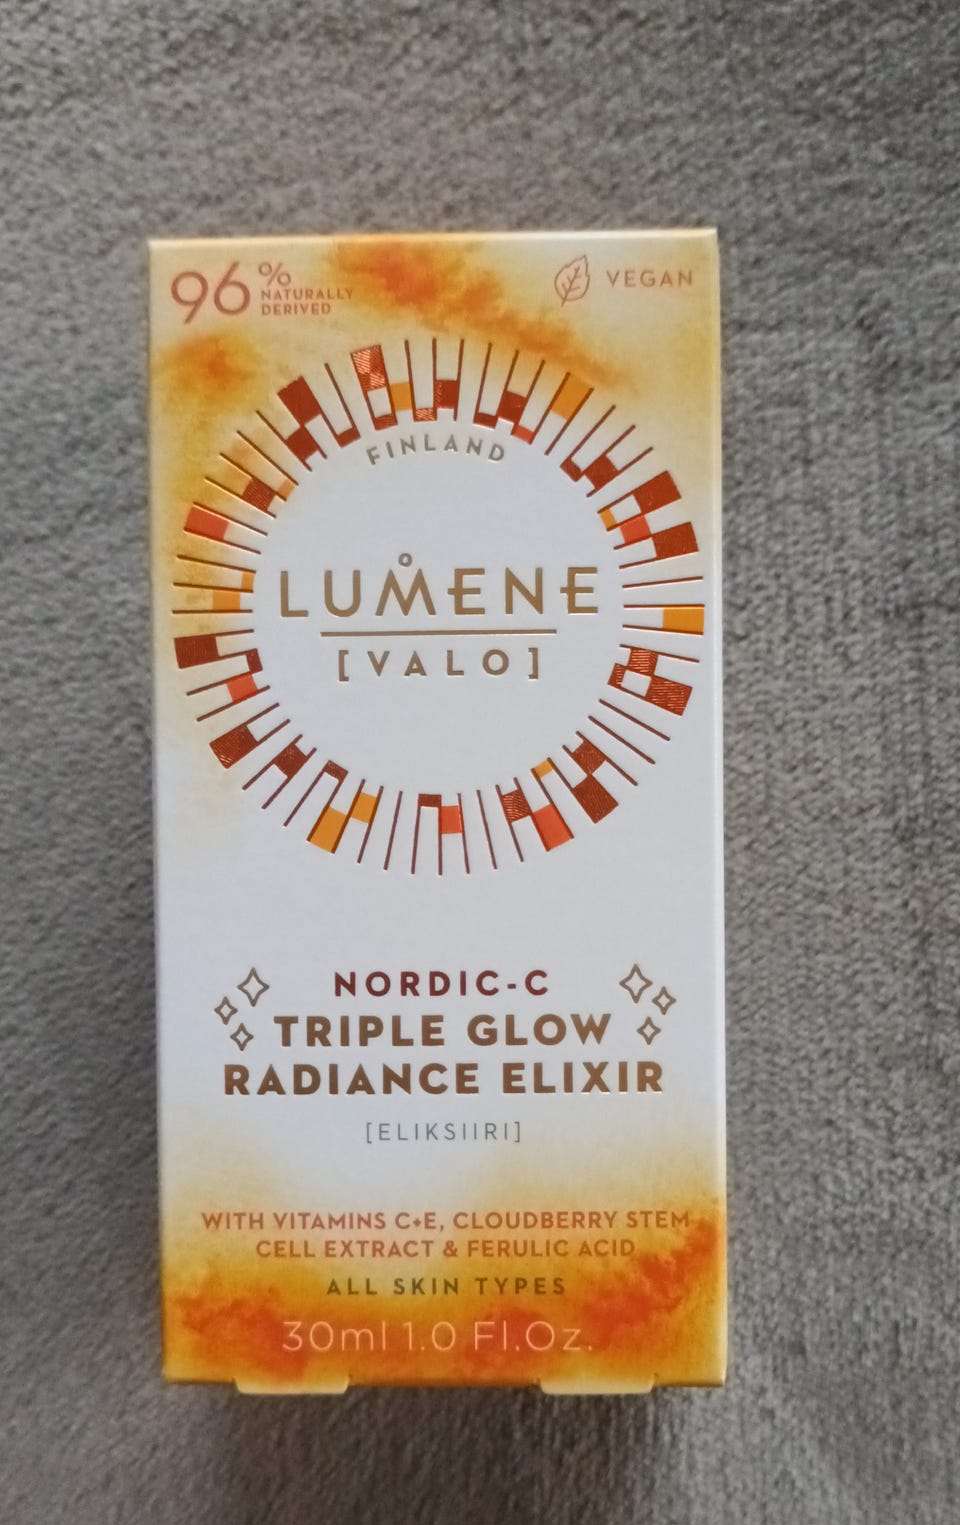 96%
NATURALLY
DERIVED
VEGAN
FINLAND
LUMENE
[VALO]
NORDIC-C
TRIPLE GLOW
RADIANCE ELIXIR
[ELIKSIIRI]
WITH VITAMINS C+E, CLOUDBERRY STEM
CELL EXTRACT & FERULIC ACID
ALL SKIN TYPES
30ml 1.0 Fl.Oz.